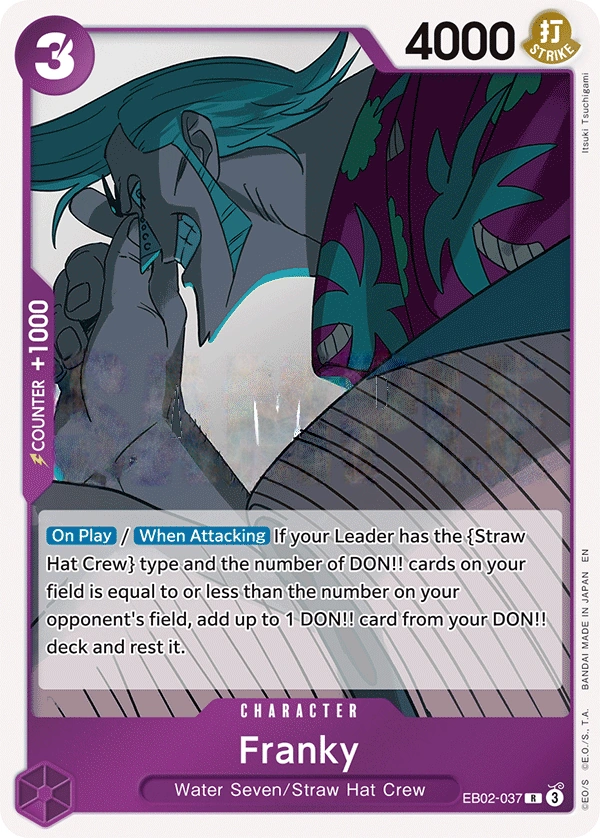 3
4000
打
STRIKE
Itsuki Tsuchigami
COUNTER +1000
On Play / When Attacking If your Leader has the {Straw
Hat Crew} type and the number of DON!! cards on your
field is equal to or less than the number on your
opponent's field, add up to 1 DON!! card from your DON!!
deck and rest it.
CHARACTER
Franky
Water Seven/Straw Hat Crew
EB02-037 R 3
©E.O/S ©E.O./S., T.A. BANDAI MADE IN JAPAN EN